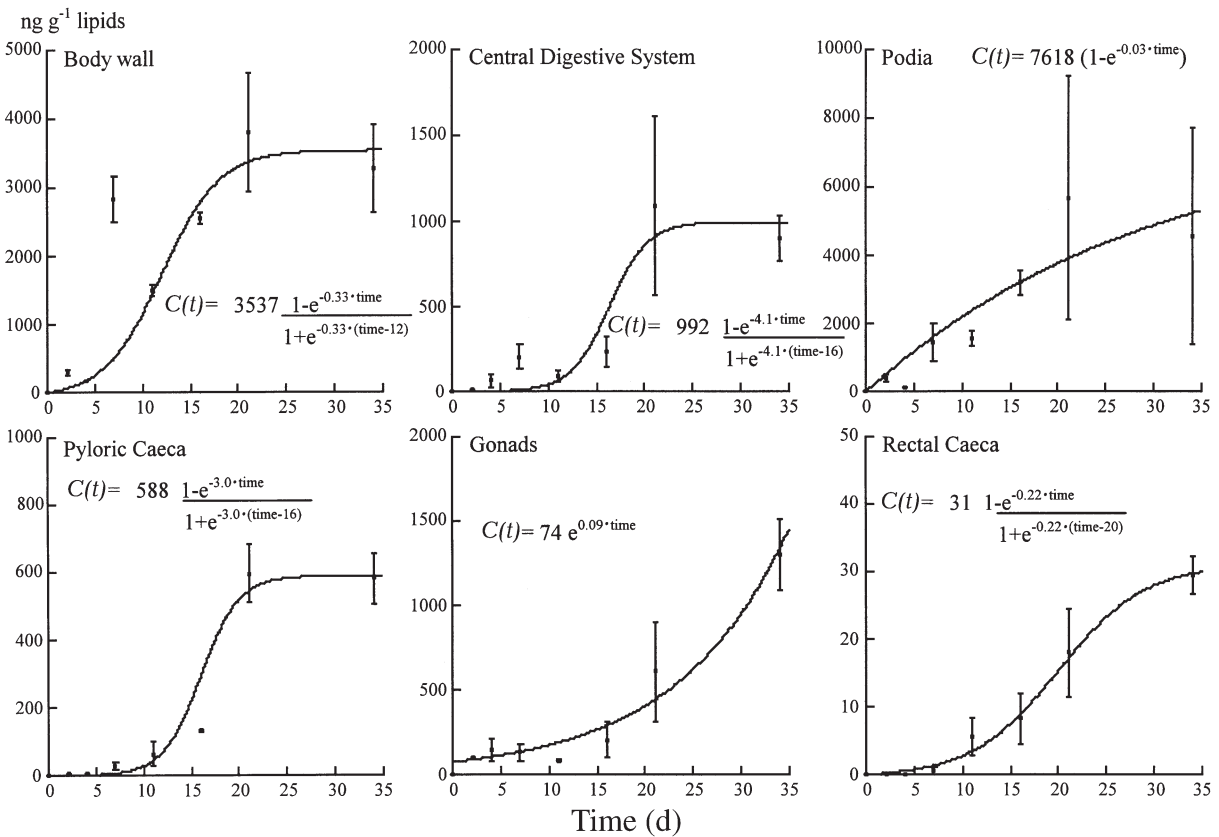 ng g⁻¹ lipids
Body wall
5000
4000
3000
2000
1000
0
0 5 10 15 20 25 30 35
C(t)= 3537 1-e^-0.33·time
1+e^-0.33·(time-12)
Central Digestive System
2000
1500
1000
500
0
0 5 10 15 20 25 30 35
C(t)= 992 1-e^-4.1·time
1+e^-4.1·(time-16)
Podia C(t)= 7618 (1-e^-0.03·time)
10000
8000
6000
4000
2000
0
0 5 10 15 20 25 30 35
Pyloric Caeca
1000
800
600
400
200
0
0 5 10 15 20 25 30 35
C(t)= 588 1-e^-3.0·time
1+e^-3.0·(time-16)
Gonads
2000
1500
1000
500
0
0 5 10 15 20 25 30 35
C(t)= 74 e^0.09·time
Rectal Caeca
50
40
30
20
10
0
0 5 10 15 20 25 30 35
C(t)= 31 1-e^-0.22·time
1+e^-0.22·(time-20)
Time (d)